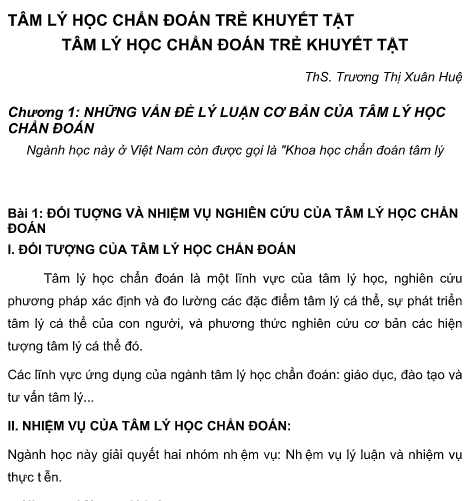 TÂM LÝ HỌC CHẨN ĐOÁN TRẺ KHUYẾT TẬT
TÂM LÝ HỌC CHẨN ĐOÁN TRẺ KHUYẾT TẬT
ThS. Trương Thị Xuân Huệ
Chương 1: NHỮNG VẤN ĐỀ LÝ LUẬN CƠ BẢN CỦA TÂM LÝ HỌC
CHẨN ĐOÁN
Ngành học này ở Việt Nam còn được gọi là "Khoa học chẩn đoán tâm lý
Bài 1: ĐỐI TUỢNG VÀ NHIỆM VỤ NGHIÊN CỨU CỦA TÂM LÝ HỌC CHẨN
ĐOÁN
I. ĐỐI TƯỢNG CỦA TÂM LÝ HỌC CHẨN ĐOÁN
Tâm lý học chẩn đoán là một lĩnh vực của tâm lý học, nghiên cứu
phương pháp xác định và đo lường các đặc điểm tâm lý cá thể, sự phát triển
tâm lý cá thể của con người, và phương thức nghiên cứu cơ bản các hiện
tượng tâm lý cá thể đó.
Các lĩnh vực ứng dụng của ngành tâm lý học chẩn đoán: giáo dục, đào tạo và
tư vấn tâm lý...
II. NHIỆM VỤ CỦA TÂM LÝ HỌC CHẨN ĐOÁN:
Ngành học này giải quyết hai nhóm nhiệm vụ: Nhiệm vụ lý luận và nhiệm vụ
thực tễn.